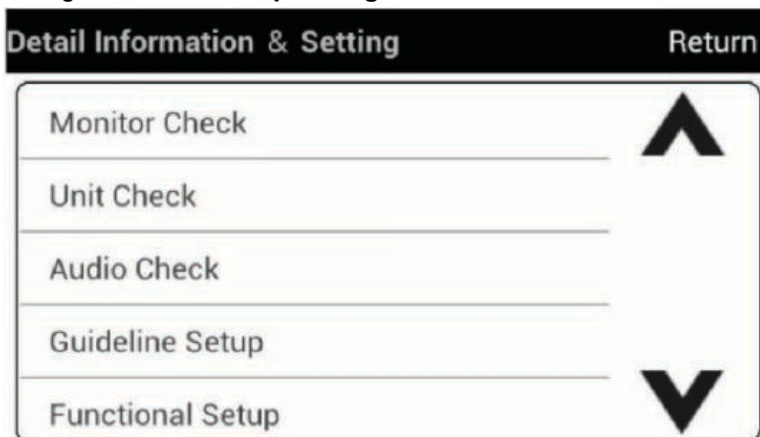 Detail Information & Setting Return
Monitor Check
Unit Check
Audio Check
Guideline Setup
Functional Setup